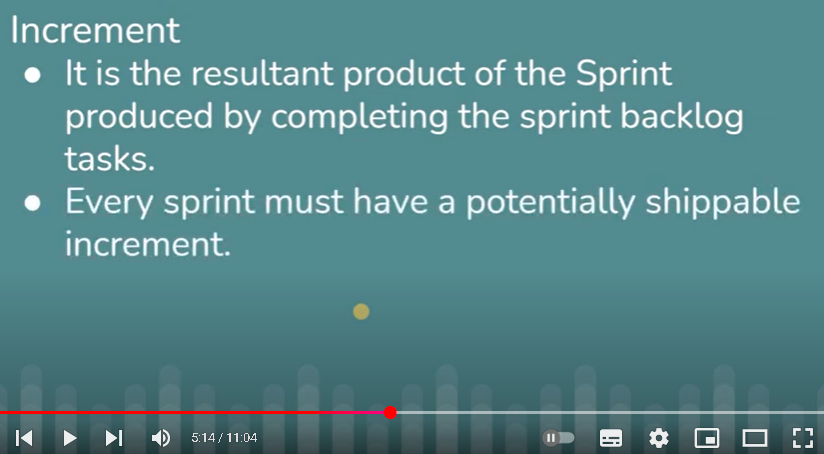 Increment
● It is the resultant product of the Sprint
produced by completing the sprint backlog
tasks.
● Every sprint must have a potentially shippable
increment.
5:14 / 11:04